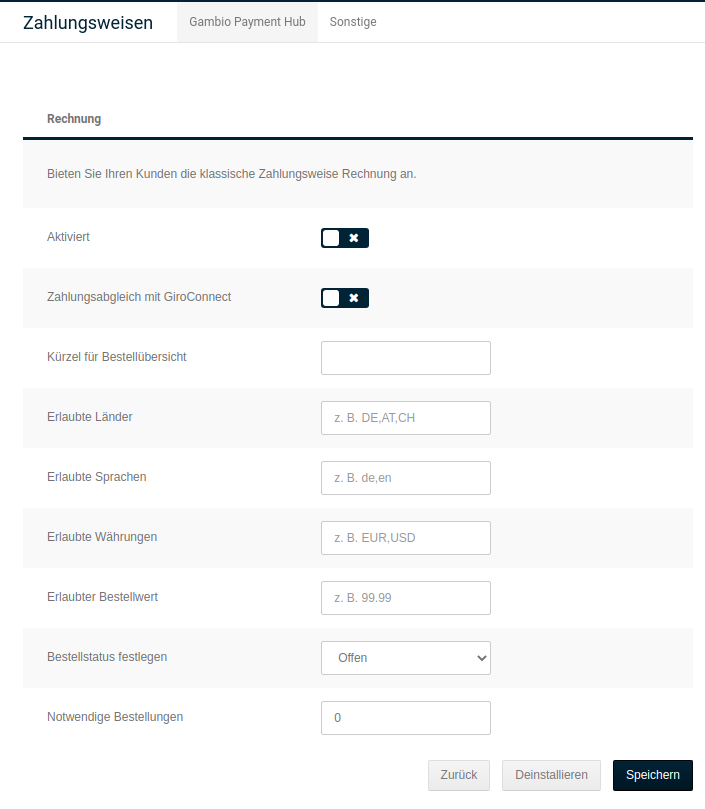 Zahlungsweisen Gambio Payment Hub Sonstige
Rechnung
Bieten Sie Ihren Kunden die klassische Zahlungsweise Rechnung an.
Aktiviert
Zahlungsabgleich mit GiroConnect
Kürzel für Bestellübersicht
Erlaubte Länder z. B. DE,AT,CH
Erlaubte Sprachen z. B. de,en
Erlaubte Währungen z. B. EUR,USD
Erlaubter Bestellwert z. B. 99.99
Bestellstatus festlegen Offen
Notwendige Bestellungen 0
Zurück Deinstallieren Speichern